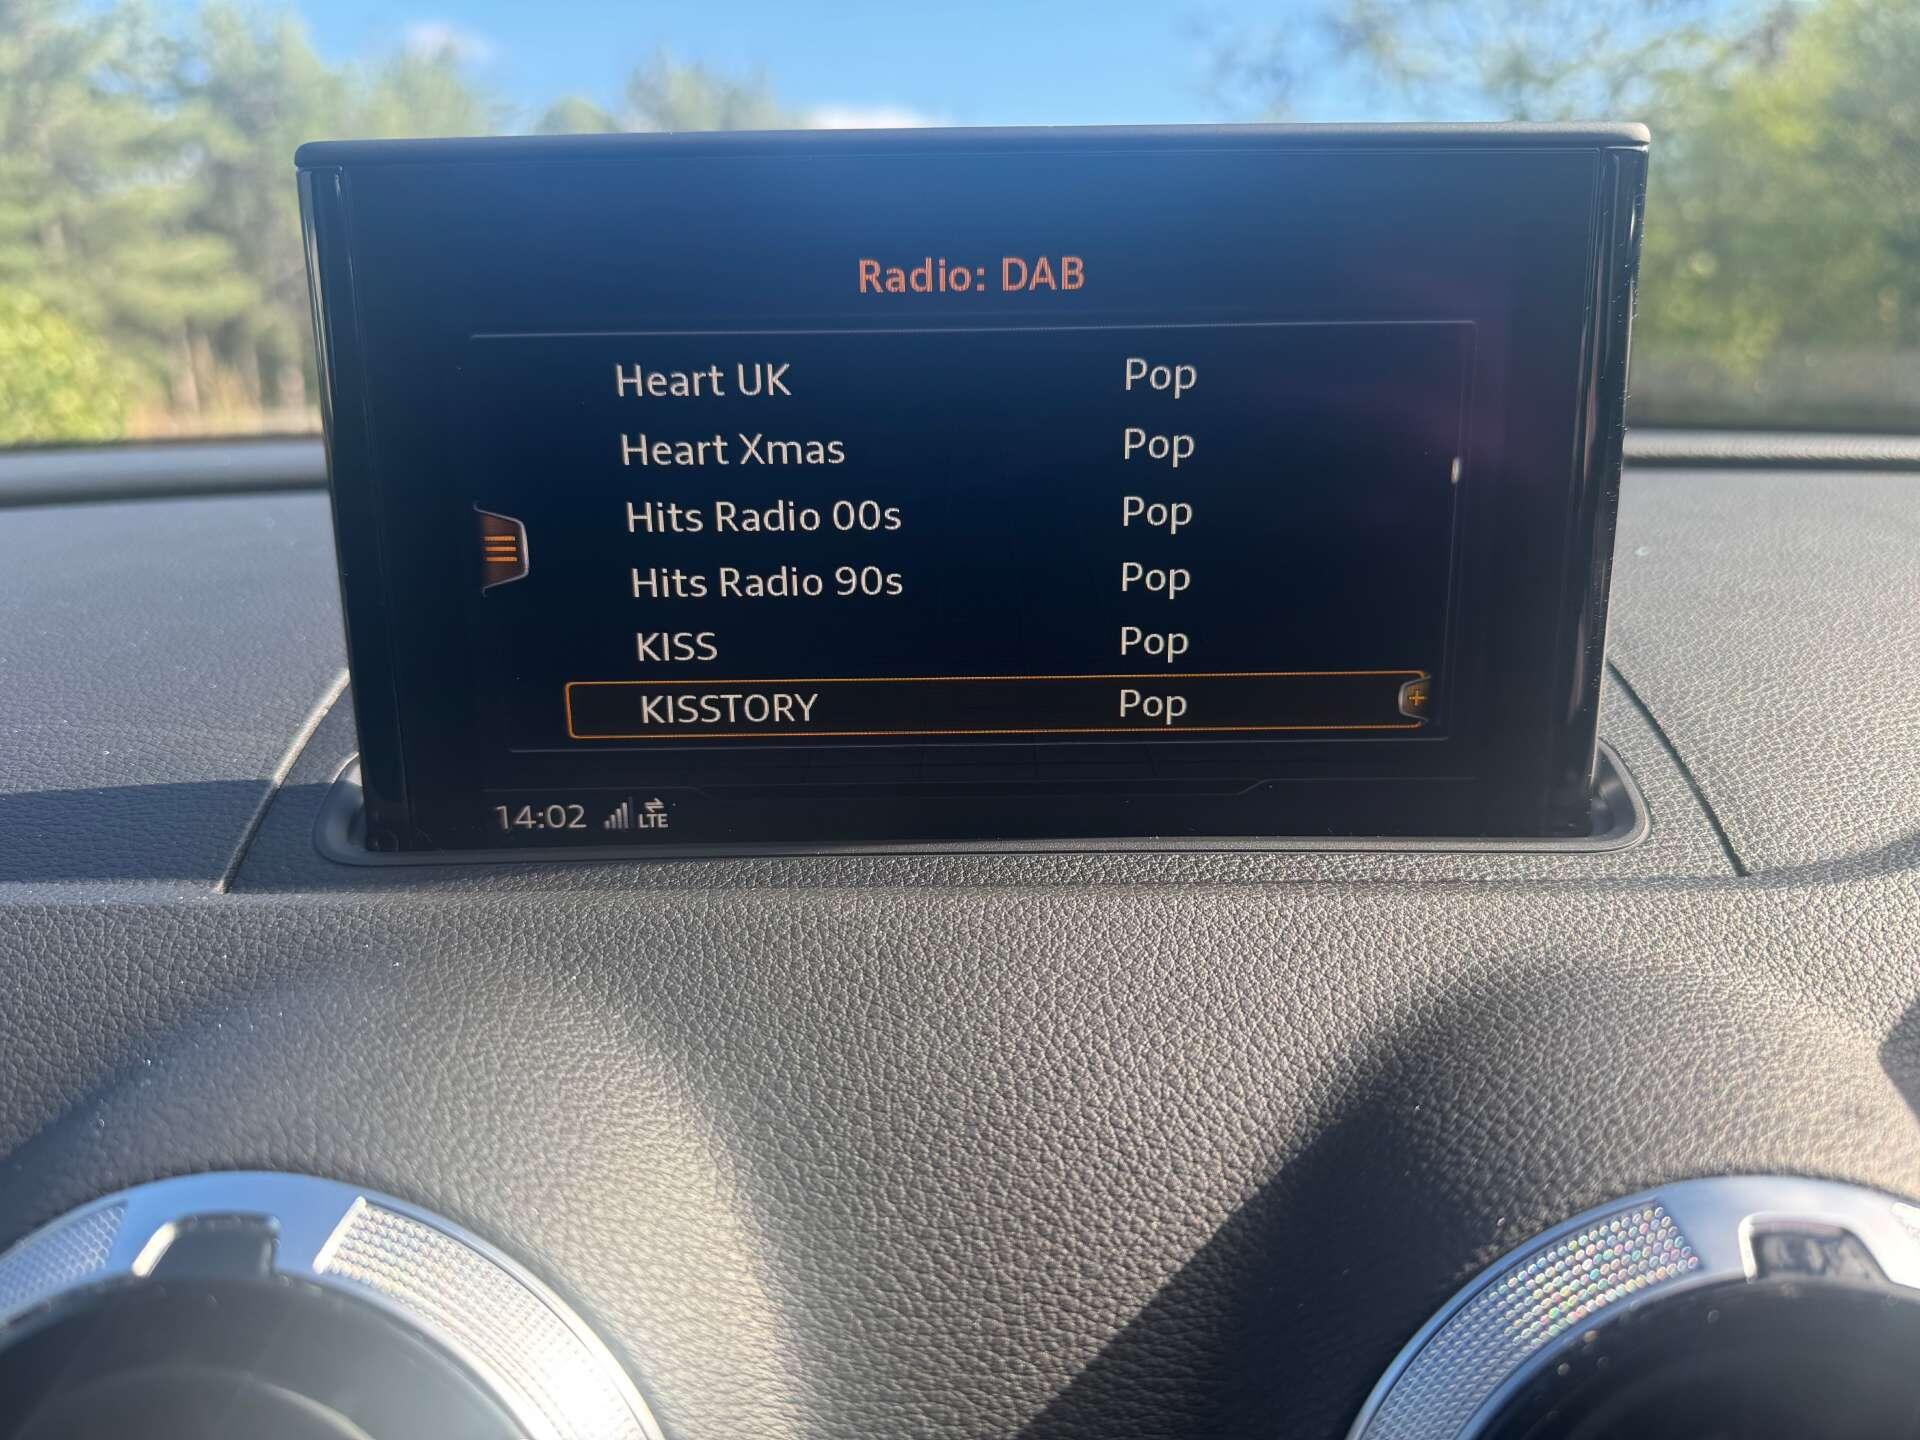 Radio: DAB
Heart UK Pop
Heart Xmas Pop
Hits Radio 00s Pop
Hits Radio 90s Pop
KISS Pop
KISSTORY Pop
14:02 LTE